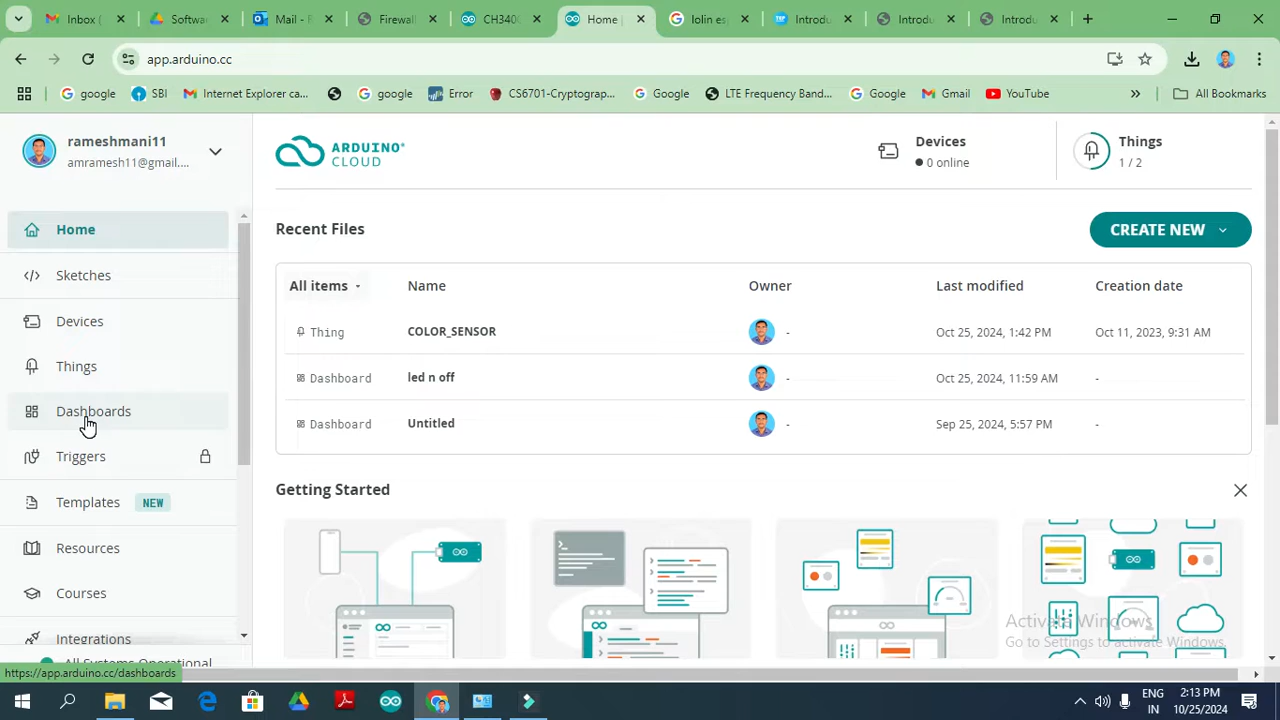 Inbox (
Software
Mail - R
Firewall
CH340C
Home |
lolin es
Introdu
Introdu
Introdu
app.arduino.cc
google
SBI
Internet Explorer ca...
google
Error
CS6701-Cryptograp...
Google
LTE Frequency Band...
Google
Gmail
YouTube
»
All Bookmarks
rameshmani11
amramesh11@gmail....
Home
Sketches
Devices
Things
Dashboards
Triggers
Templates NEW
Resources
Courses
Integrations
All Systems Operational
https://app.arduino.cc/dashboards
ARDUINO
CLOUD
Devices
0 online
Things
1 / 2
Recent Files
CREATE NEW
All items Name Owner Last modified Creation date
Thing COLOR_SENSOR - Oct 25, 2024, 1:42 PM Oct 11, 2023, 9:31 AM
Dashboard led n off - Oct 25, 2024, 11:59 AM -
Dashboard Untitled - Sep 25, 2024, 5:57 PM -
Getting Started
Activate Windows
Go to Settings to activate Windows.
ENG
IN
2:13 PM
10/25/2024